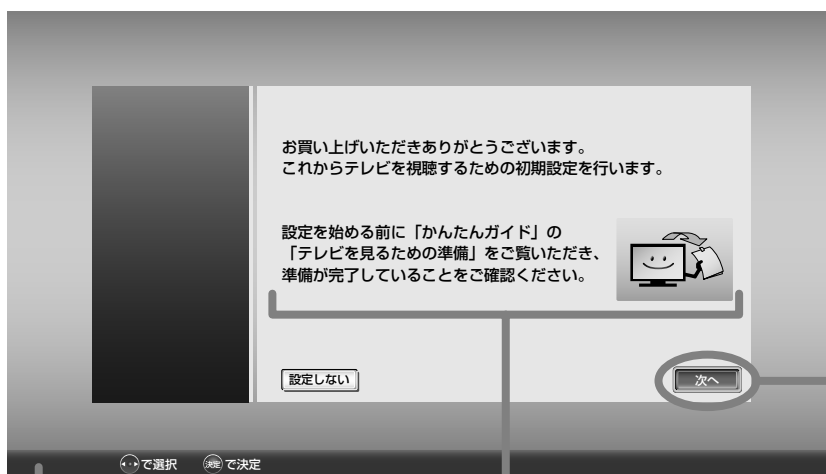 お買い上げいただきありがとうございます。
これからテレビを視聴するための初期設定を行います。
設定を始める前に「かんたんガイド」の
「テレビを見るための準備」をご覧いただき、
準備が完了していることをご確認ください。
設定しない
次へ
で選択 決定 で決定